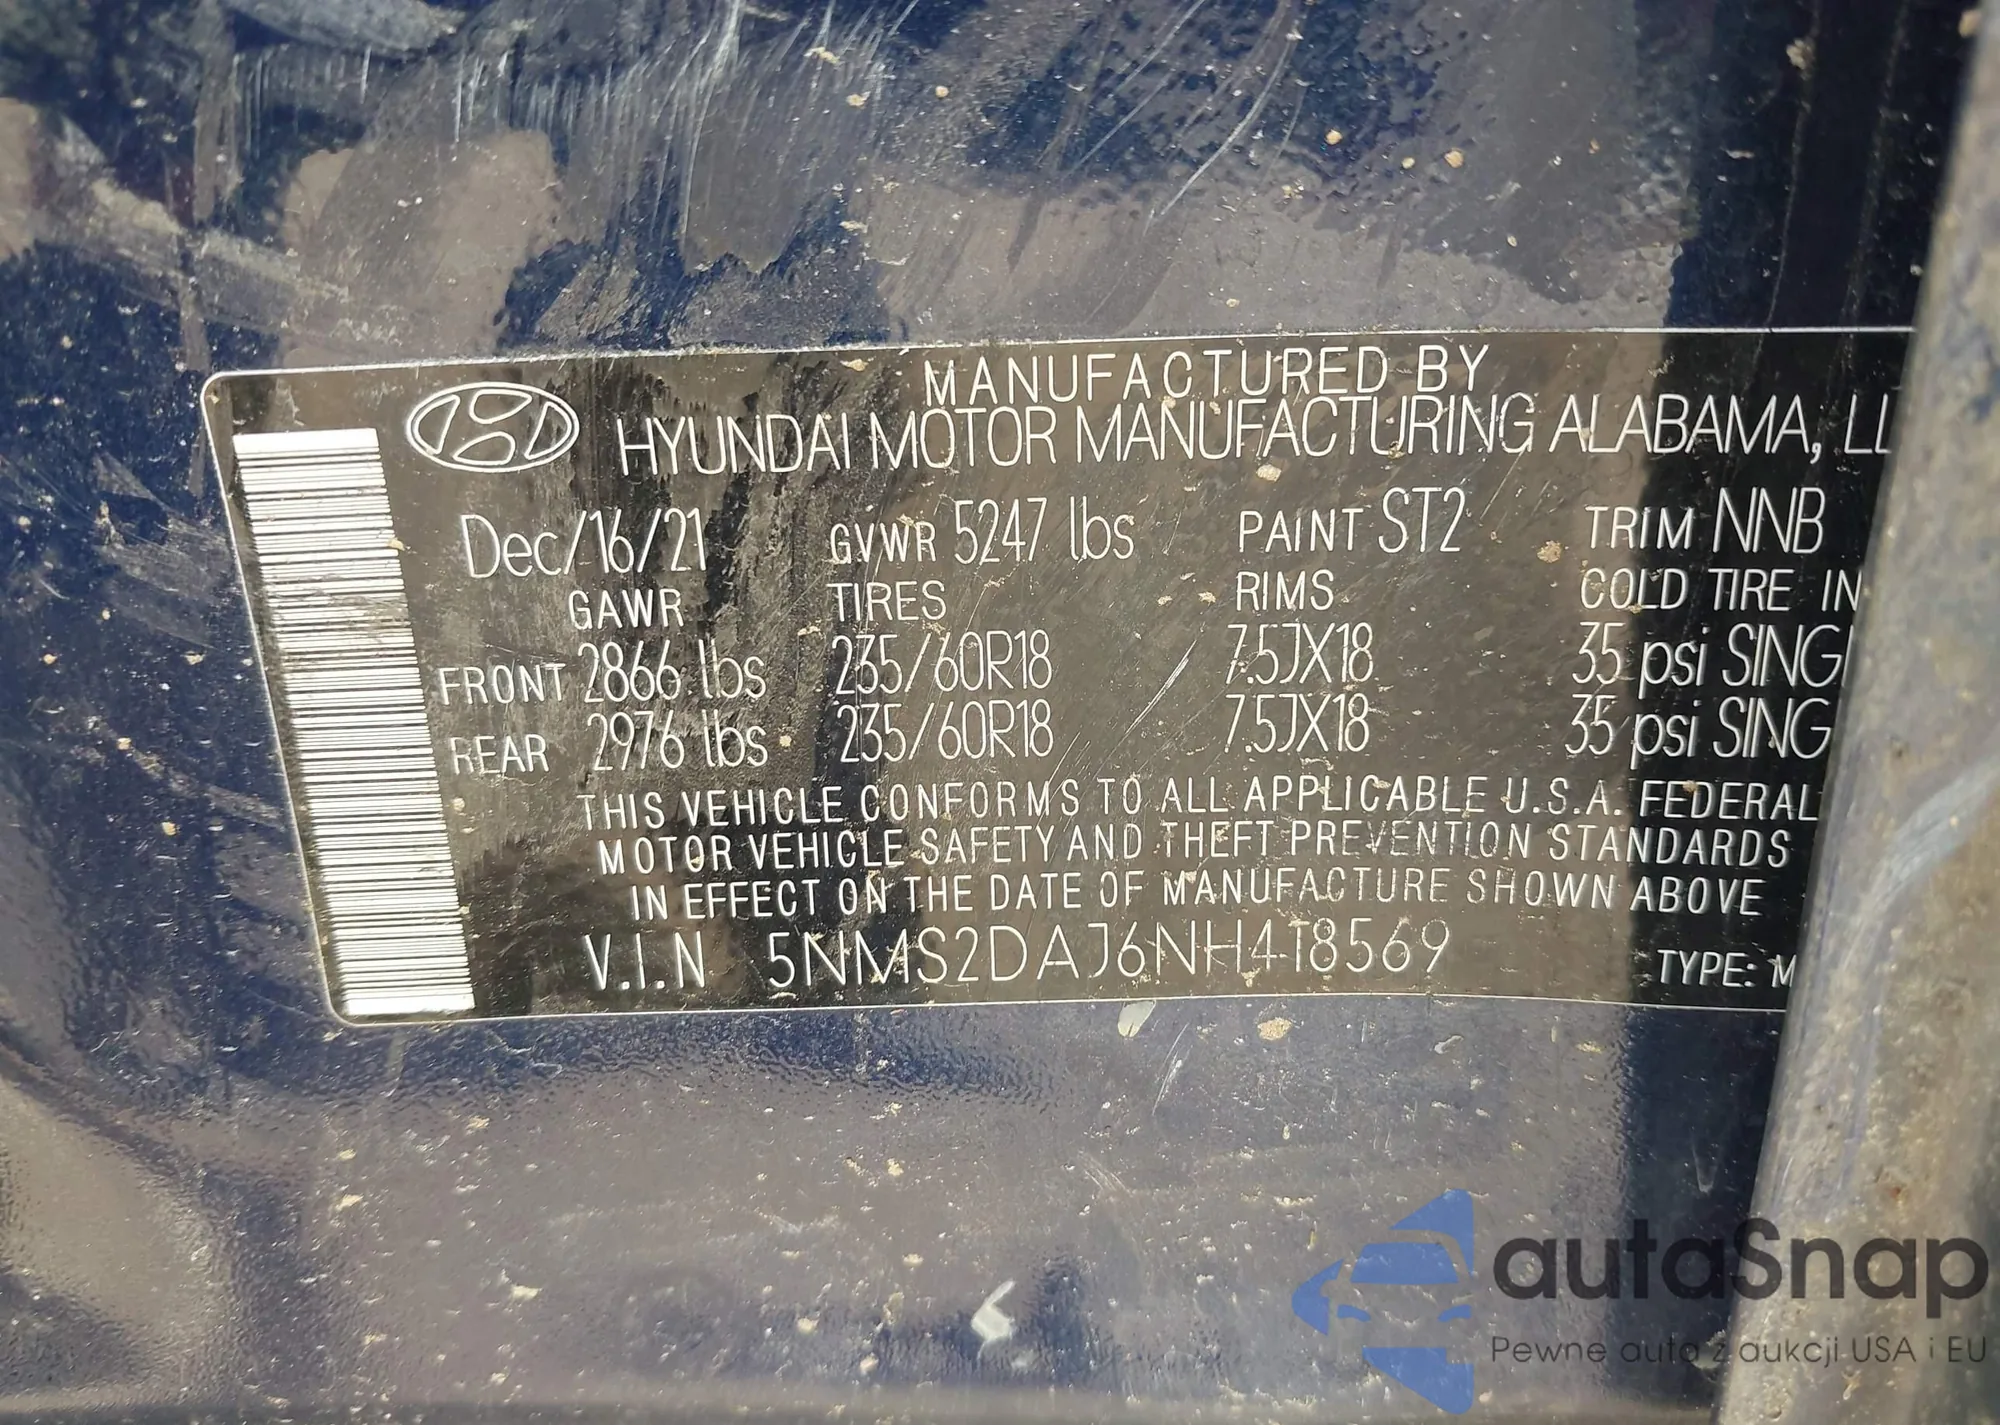 MANUFACTURED BY
HYUNDAI MOTOR MANUFACTURING ALABAMA, LL
Dec/16/21 GVWR 5247 lbs PAINT ST2 TRIM NNB
GAWR TIRES RIMS COLD TIRE IN
FRONT 2866 lbs 235/60R18 7.5JX18 35 psi SINGL
REAR 2976 lbs 235/60R18 7.5JX18 35 psi SING
THIS VEHICLE CONFORMS TO ALL APPLICABLE U.S.A. FEDERAL
MOTOR VEHICLE SAFETY AND THEFT PREVENTION STANDARDS
IN EFFECT ON THE DATE OF MANUFACTURE SHOWN ABOVE
V.I.N 5NMS2DAJ6NH418569 TYPE: M
autaSnap
Pewne auta z aukcji USA i EU